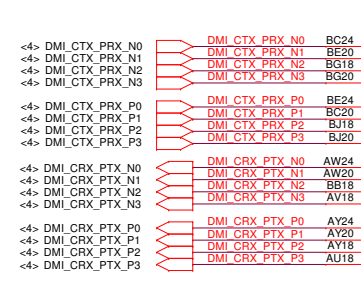 <4> DMI_CTX_PRX_N0 DMI_CTX_PRX_N0 BC24
<4> DMI_CTX_PRX_N1 DMI_CTX_PRX_N1 BE20
<4> DMI_CTX_PRX_N2 DMI_CTX_PRX_N2 BG18
<4> DMI_CTX_PRX_N3 DMI_CTX_PRX_N3 BG20
<4> DMI_CTX_PRX_P0 DMI_CTX_PRX_P0 BE24
<4> DMI_CTX_PRX_P1 DMI_CTX_PRX_P1 BC20
<4> DMI_CTX_PRX_P2 DMI_CTX_PRX_P2 BJ18
<4> DMI_CTX_PRX_P3 DMI_CTX_PRX_P3 BJ20
<4> DMI_CRX_PTX_N0 DMI_CRX_PTX_N0 AW24
<4> DMI_CRX_PTX_N1 DMI_CRX_PTX_N1 AW20
<4> DMI_CRX_PTX_N2 DMI_CRX_PTX_N2 BB18
<4> DMI_CRX_PTX_N3 DMI_CRX_PTX_N3 AV18
<4> DMI_CRX_PTX_P0 DMI_CRX_PTX_P0 AY24
<4> DMI_CRX_PTX_P1 DMI_CRX_PTX_P1 AY20
<4> DMI_CRX_PTX_P2 DMI_CRX_PTX_P2 AY18
<4> DMI_CRX_PTX_P3 DMI_CRX_PTX_P3 AU18